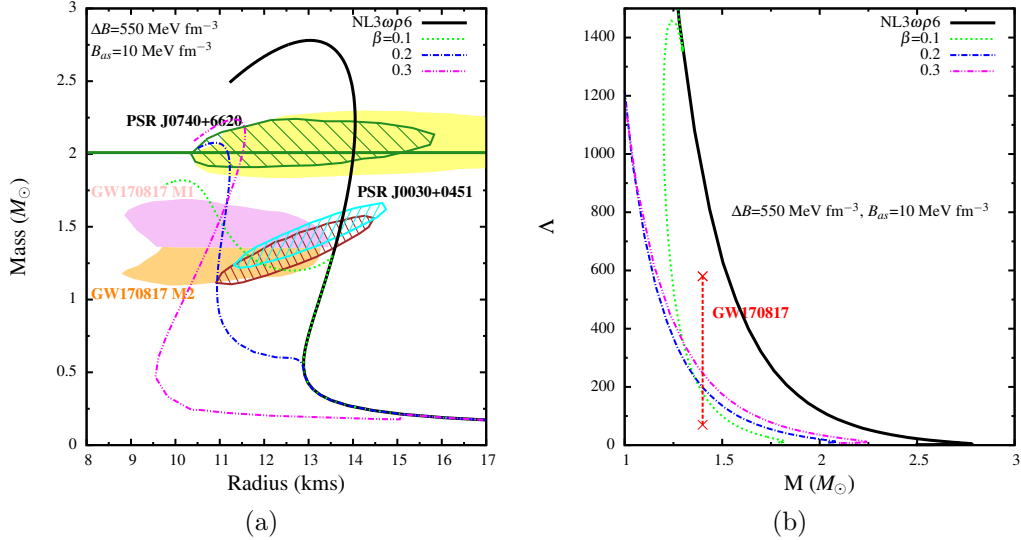 (a)
Mass (M⊙)
3
2.5
2
1.5
1
0.5
0
ΔB=550 MeV fm−3
Bas=10 MeV fm−3
NL3ωρ6
β=0.1
0.2
0.3
PSR J0740+6620
GW170817 M1
PSR J0030+0451
GW170817 M2
8 9 10 11 12 13 14 15 16 17
Radius (kms)
(b)
Λ
1400
1200
1000
800
600
400
200
0
NL3ωρ6
β=0.1
0.2
0.3
ΔB=550 MeV fm−3, Bas=10 MeV fm−3
GW170817
1 1.5 2 2.5 3
M (M⊙)